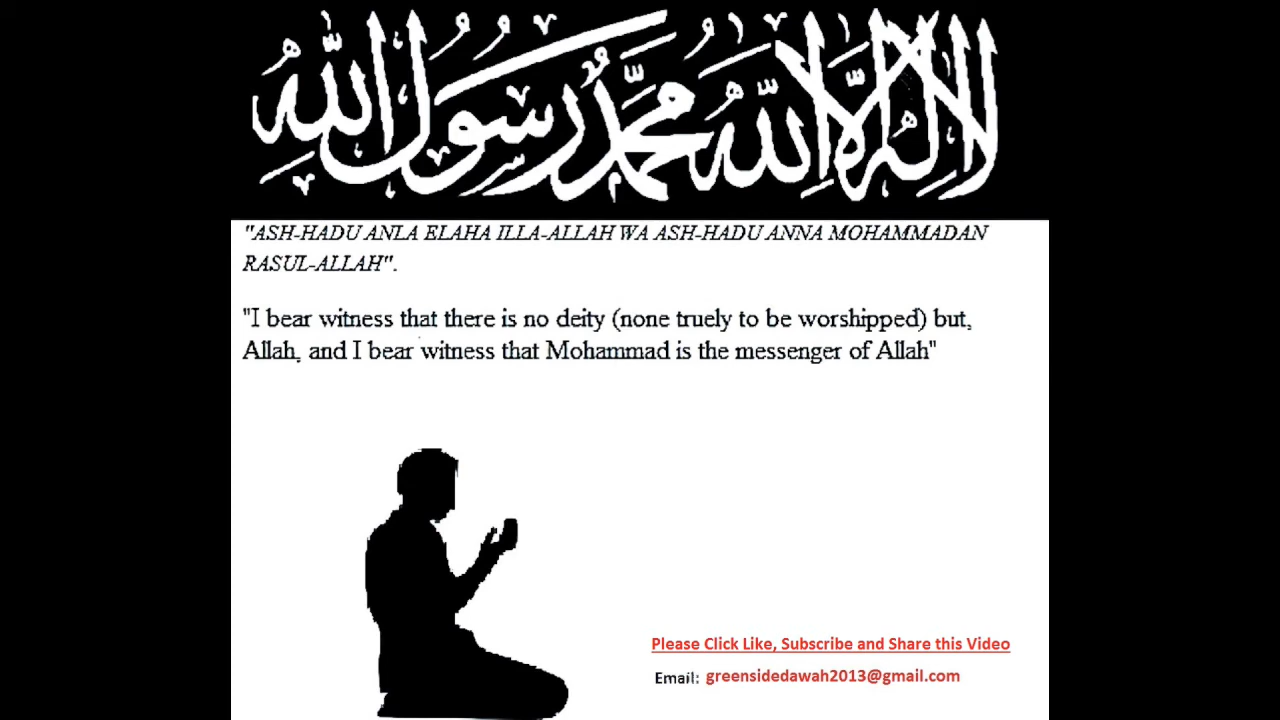 لا إله إلا الله محمد رسول الله
"ASH-HADU ANLA ELAHA ILLA-ALLAH WA ASH-HADU ANNA MOHAMMADAN
RASUL-ALLAH".
"I bear witness that there is no deity (none truely to be worshipped) but,
Allah, and I bear witness that Mohammad is the messenger of Allah"
Please Click Like, Subscribe and Share this Video
Email: greensidedawah2013@gmail.com